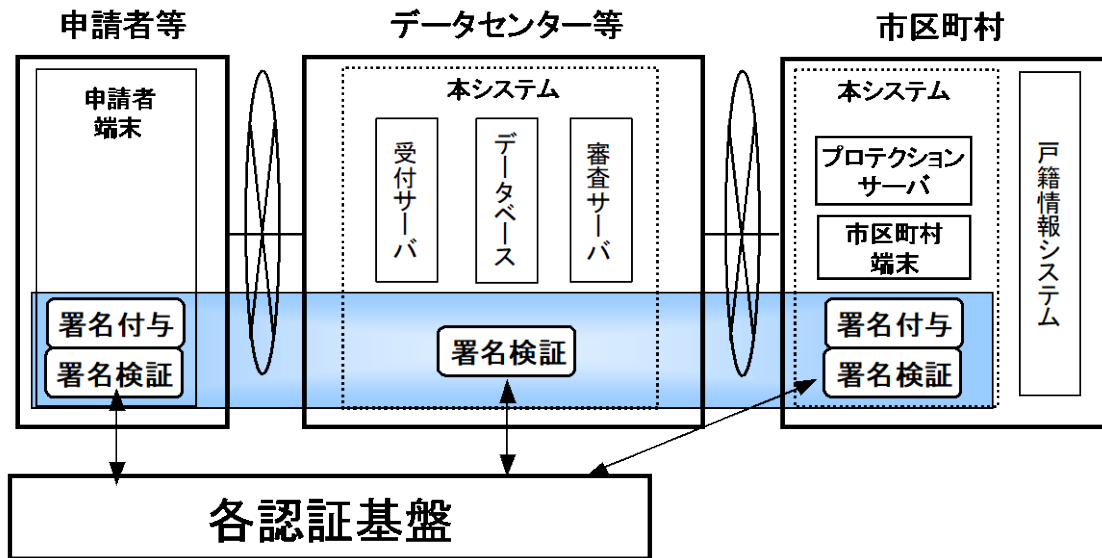 申請者等
データセンター等
市区町村
申請者
端末
本システム
受付サーバ
データベース
審査サーバ
本システム
プロテクション
サーバ
市区町村
端末
戸籍情報システム
署名付与
署名検証
署名検証
署名付与
署名検証
各認証基盤